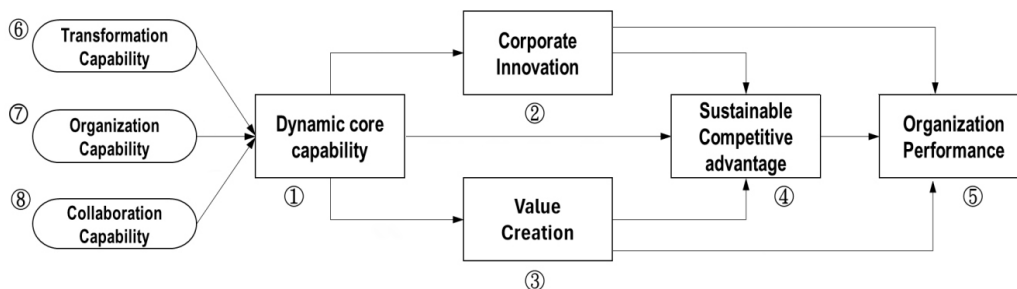 ⑥
Transformation
Capability
⑦
Organization
Capability
⑧
Collaboration
Capability
Dynamic core
capability
①
Corporate
Innovation
②
Value
Creation
③
Sustainable
Competitive
advantage
④
Organization
Performance
⑤